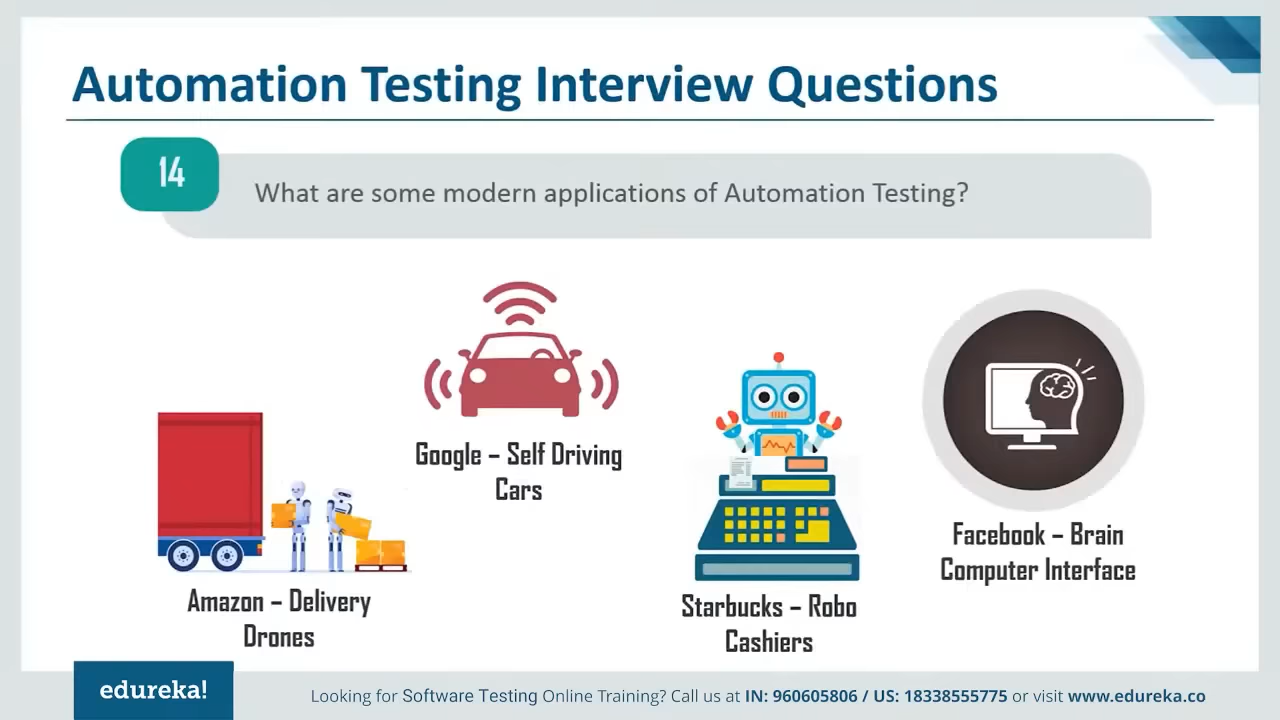 Automation Testing Interview Questions
14
What are some modern applications of Automation Testing?
Google – Self Driving
Cars
Facebook – Brain
Computer Interface
Amazon – Delivery
Drones
Starbucks – Robo
Cashiers
edureka!
Looking for Software Testing Online Training? Call us at IN: 960605806 / US: 18338555775 or visit www.edureka.co